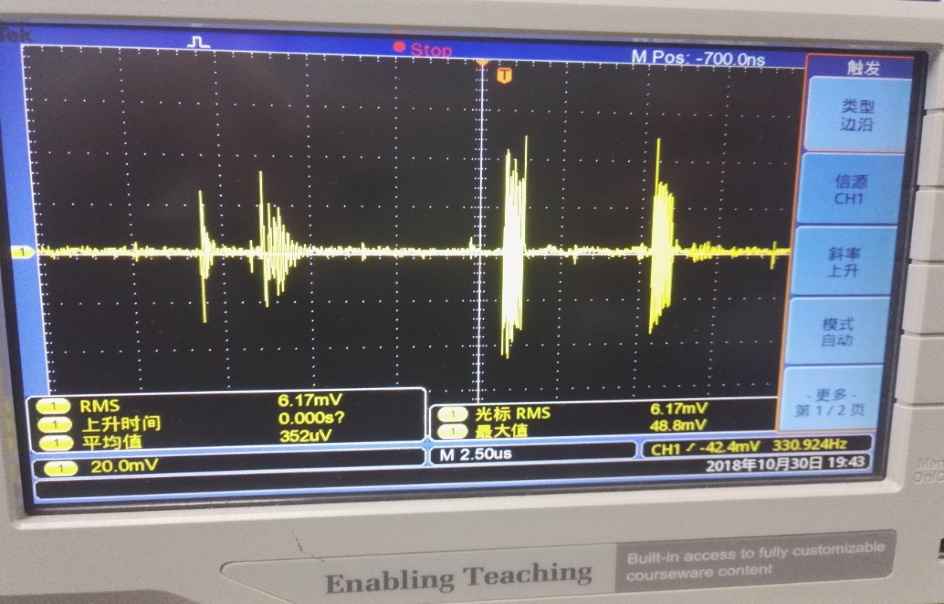 Tek
Stop
M Pos: -700.0ns
T
触发
类型
边沿
信源
CH1
斜率
上升
模式
自动
- 更多 -
第 1 / 2 页
1
1 RMS 6.17mV
1 上升时间 0.000s?
1 平均值 352uV
1 光标 RMS 6.17mV
1 最大值 48.8mV
1 20.0mV
M 2.50us
CH1 -42.4mV 330.924Hz
2018年10月30日 19:43
Enabling Teaching
Built-in access to fully customizable
courseware content